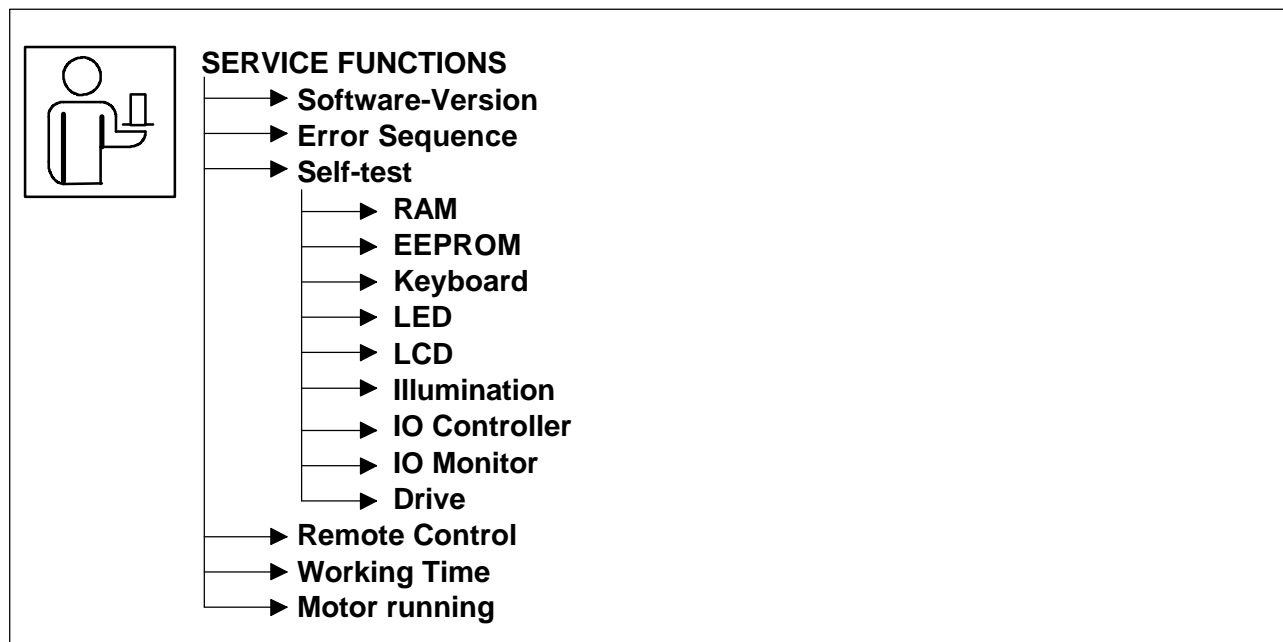 SERVICE FUNCTIONS
Software-Version
Error Sequence
Self-test
RAM
EEPROM
Keyboard
LED
LCD
Illumination
IO Controller
IO Monitor
Drive
Remote Control
Working Time
Motor running